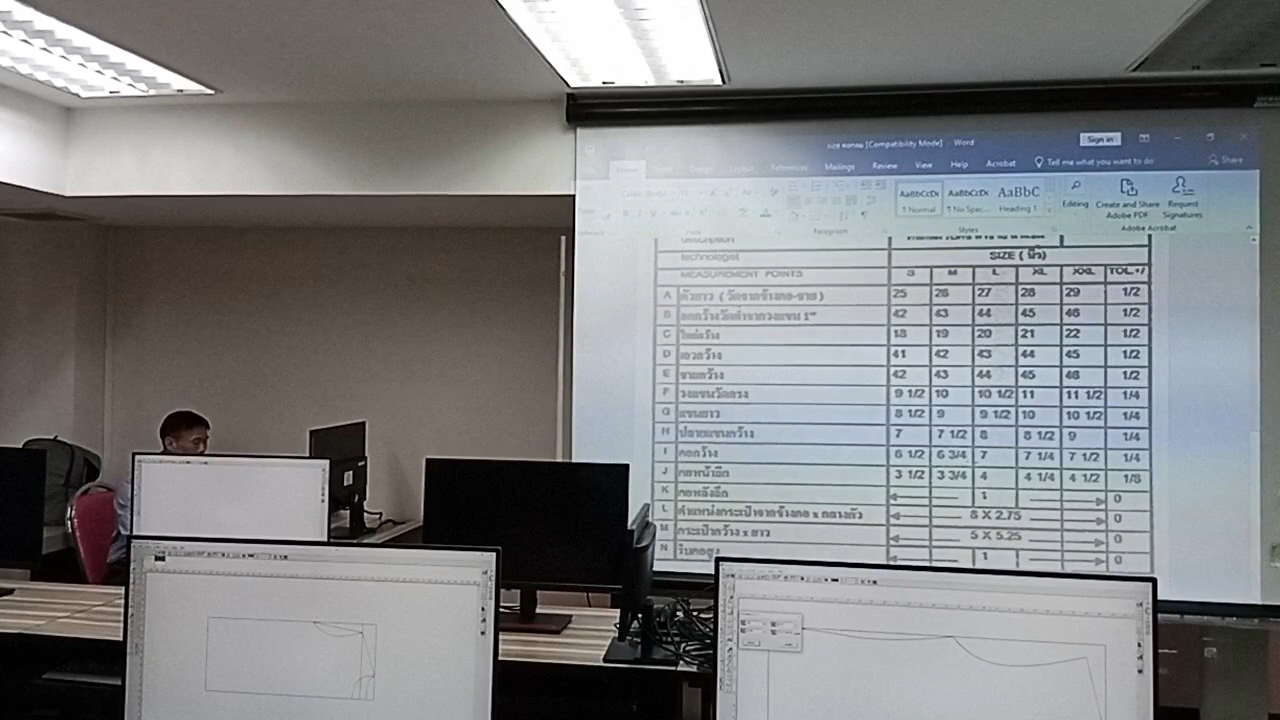 size คอกลม [Compatibility Mode] - Word
Sign in
References Mailings Review View Help Acrobat Tell me what you want to do Share
AaBbCcDc AaBbCcDc AaBbC
¶ Normal ¶ No Spac... Heading 1
Editing Create and Share Adobe PDF Request Signatures
Paragraph Styles Adobe Acrobat
description
technologist SIZE ( นิ้ว)
MEASUREMENT POINTS S M L XL XXL TOL.+/
A ตัวยาว ( วัดจากข้างคอ-ชาย ) 25 26 27 28 29 1/2
B อกกว้างวัดต่ำจากวงแขน 1" 42 43 44 45 46 1/2
C ไหล่กว้าง 18 19 20 21 22 1/2
D เอวกว้าง 41 42 43 44 45 1/2
E ชายกว้าง 42 43 44 45 46 1/2
F วงแขนวัดตรง 9 1/2 10 10 1/2 11 11 1/2 1/4
G แขนยาว 8 1/2 9 9 1/2 10 10 1/2 1/4
H ปลายแขนกว้าง 7 7 1/2 8 8 1/2 9 1/4
I คอกว้าง 6 1/2 6 3/4 7 7 1/4 7 1/2 1/4
J คอหน้าลึก 3 1/2 3 3/4 4 4 1/4 4 1/2 1/8
K คอหลังลึก 1 0
L ตำแหน่งกระเป๋าจากข้างคอ x กลางตัว 8 X 2.75 0
M กระเป๋ากว้าง x ยาว 5 X 5.25 0
N ริบคอสูง 1 0